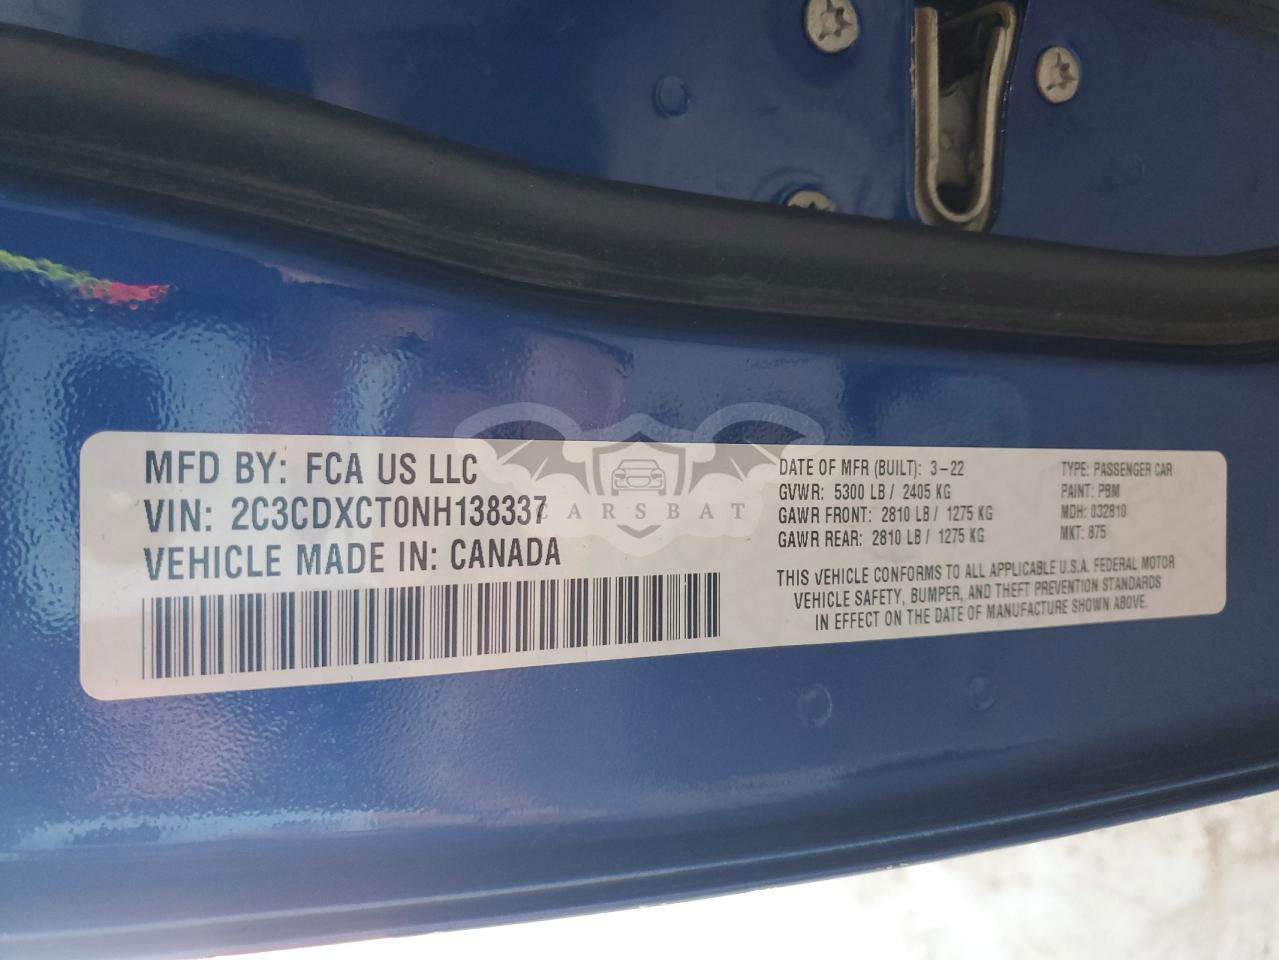 MFD BY: FCA US LLC
VIN: 2C3CDXCT0NH138337
VEHICLE MADE IN: CANADA
CARSBAT
DATE OF MFR (BUILT): 3-22
GVWR: 5300 LB / 2405 KG
GAWR FRONT: 2810 LB / 1275 KG
GAWR REAR: 2810 LB / 1275 KG
TYPE: PASSENGER CAR
PAINT: PBM
MDH: 032810
MKT: 875
THIS VEHICLE CONFORMS TO ALL APPLICABLE U.S.A. FEDERAL MOTOR
VEHICLE SAFETY, BUMPER, AND THEFT PREVENTION STANDARDS
IN EFFECT ON THE DATE OF MANUFACTURE SHOWN ABOVE.